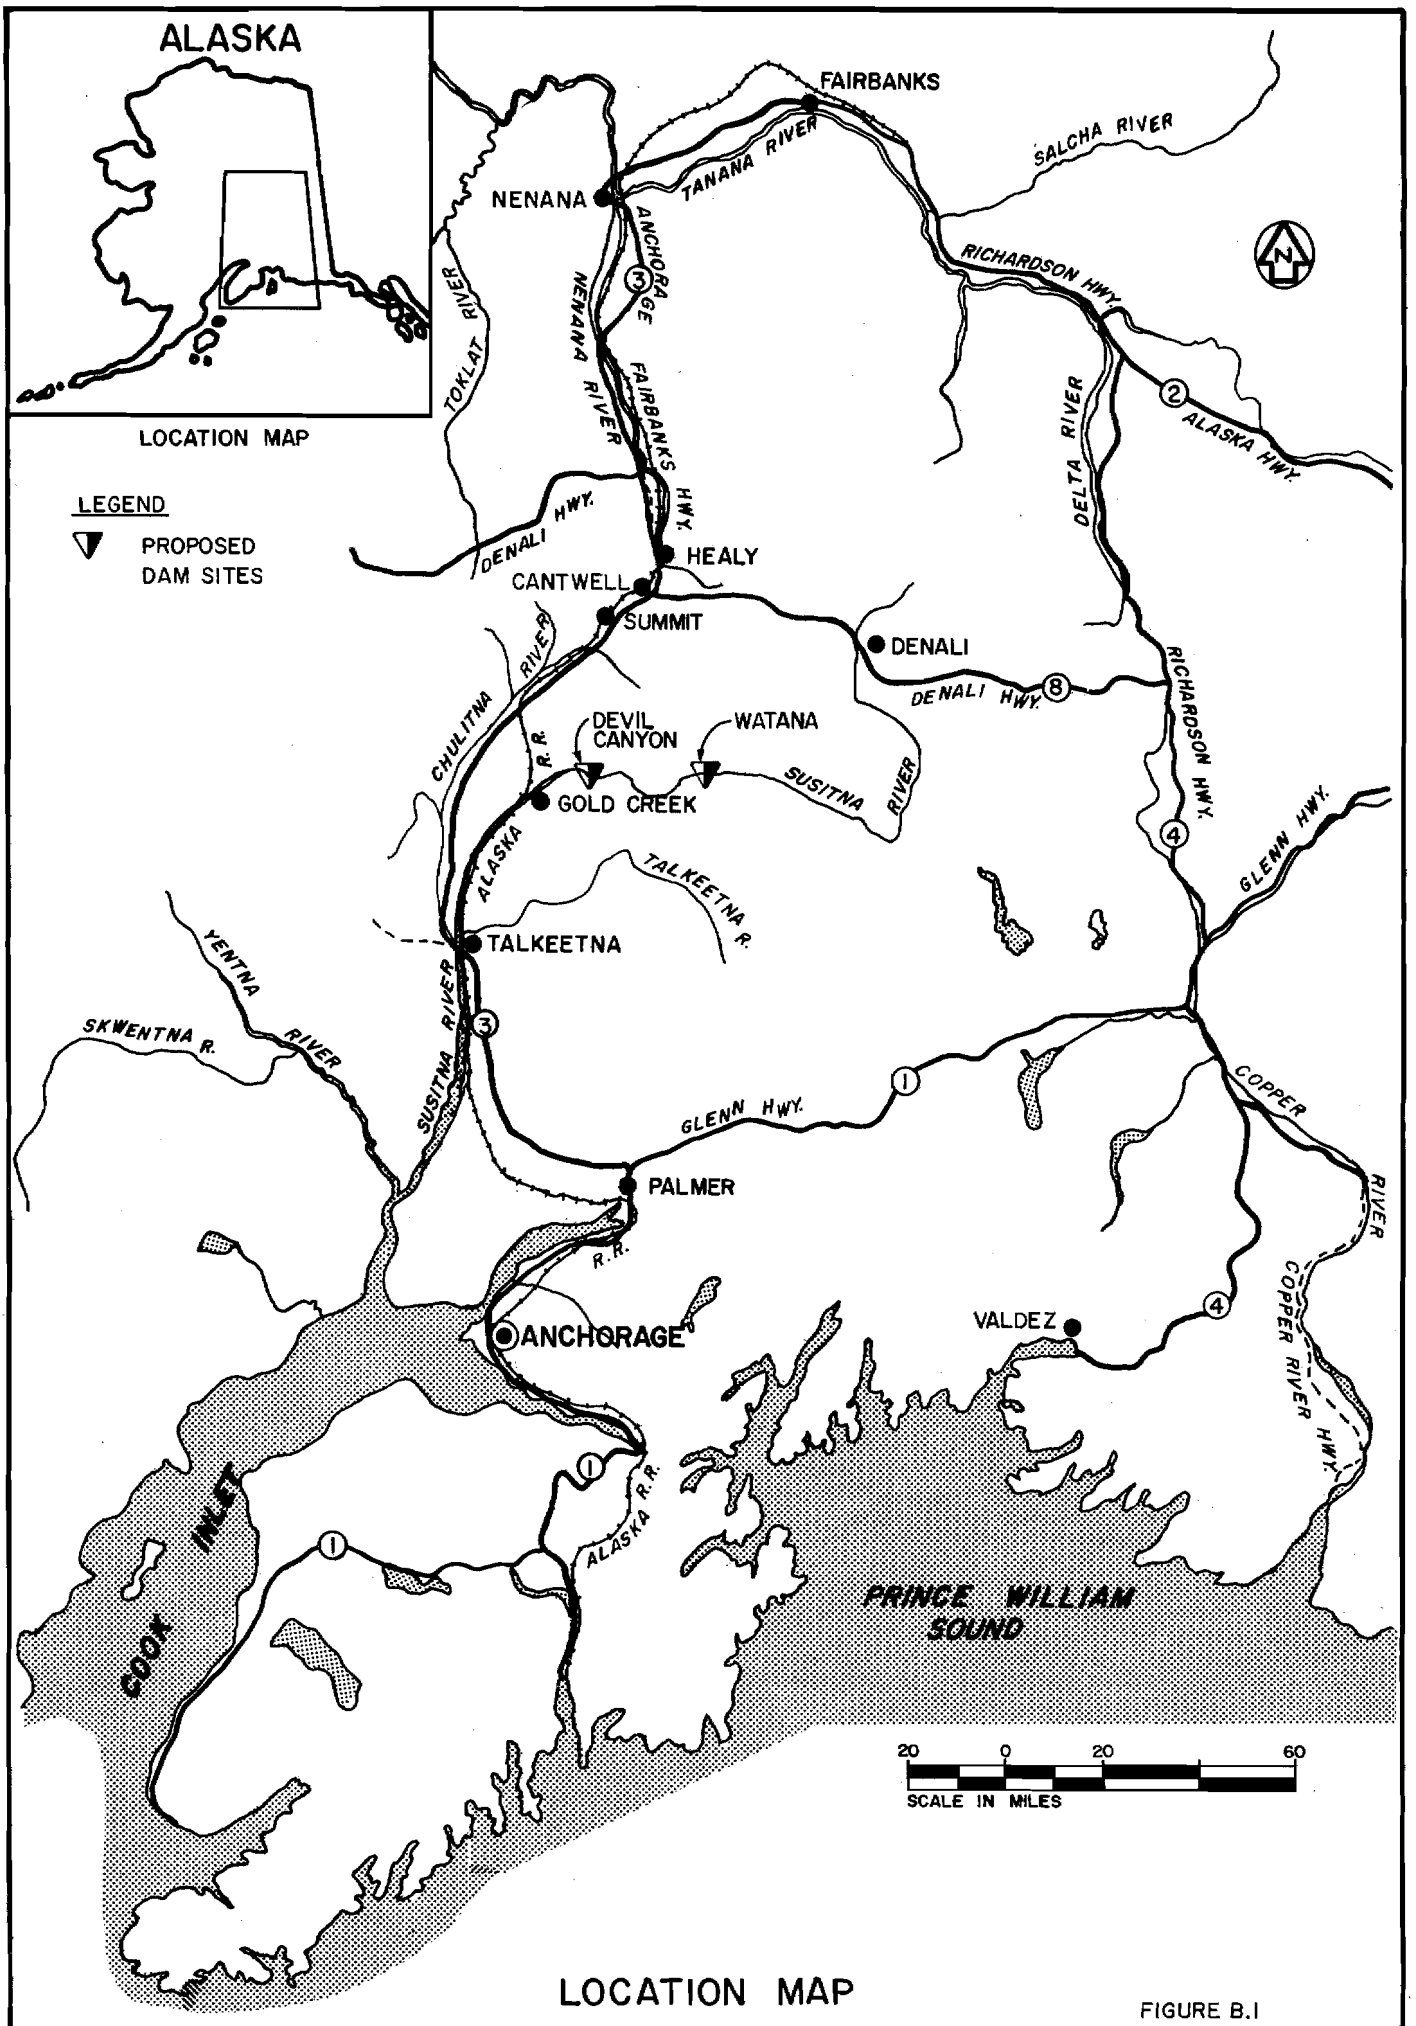 ALASKA
LOCATION MAP
LEGEND
PROPOSED
DAM SITES
FAIRBANKS
TANANA RIVER
SALCHA RIVER
NENANA
ANCHORAGE
3
FAIRBANKS HWY.
NENANA RIVER
TOKLAT RIVER
N
RICHARDSON HWY.
2
ALASKA HWY.
DELTA RIVER
DENALI HWY.
HEALY
CANTWELL
SUMMIT
DENALI
DENALI HWY.
8
RICHARDSON HWY.
CHULITNA RIVER
R.R.
DEVIL
CANYON
WATANA
SUSITNA RIVER
GOLD CREEK
ALASKA
4
GLENN HWY.
TALKEETNA R.
TALKEETNA
YENTNA RIVER
SKWENTNA R.
SUSITNA RIVER
3
GLENN HWY.
1
COPPER RIVER
PALMER
R.R.
COPPER RIVER HWY.
4
VALDEZ
ANCHORAGE
1
ALASKA R.R.
1
COOK INLET
PRINCE WILLIAM
SOUND
20 0 20 60
SCALE IN MILES
LOCATION MAP
FIGURE B.1